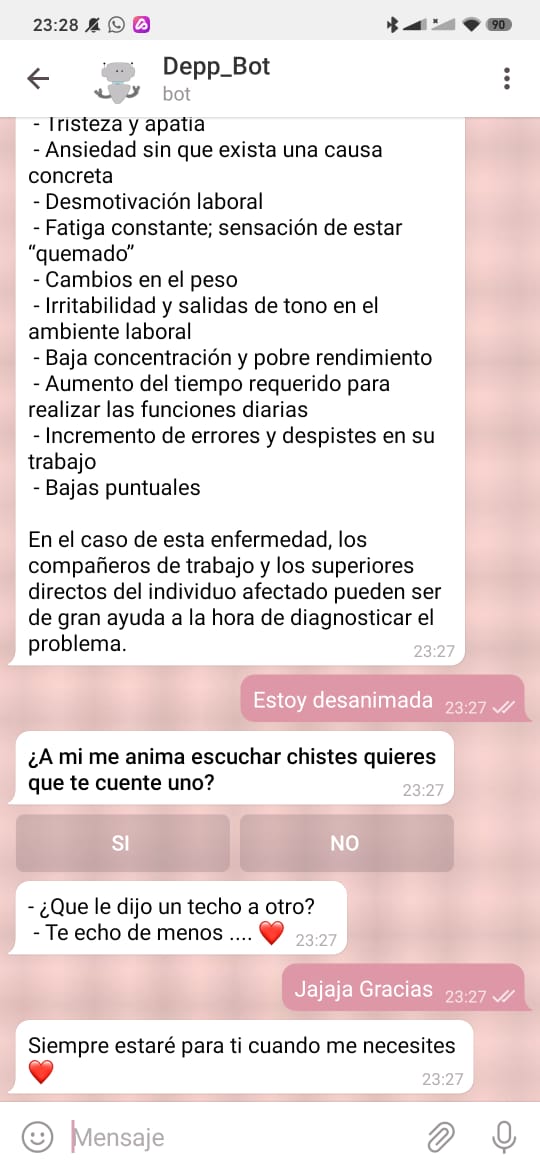 23:28
90
Depp_Bot
bot
- Tristeza y apatía
- Ansiedad sin que exista una causa
concreta
- Desmotivación laboral
- Fatiga constante; sensación de estar
“quemado”
- Cambios en el peso
- Irritabilidad y salidas de tono en el
ambiente laboral
- Baja concentración y pobre rendimiento
- Aumento del tiempo requerido para
realizar las funciones diarias
- Incremento de errores y despistes en su
trabajo
- Bajas puntuales
En el caso de esta enfermedad, los
compañeros de trabajo y los superiores
directos del individuo afectado pueden ser
de gran ayuda a la hora de diagnosticar el
problema.
23:27
Estoy desanimada 23:27
¿A mi me anima escuchar chistes quieres
que te cuente uno?
23:27
SI
NO
- ¿Que le dijo un techo a otro?
- Te echo de menos .... ❤️ 23:27
Jajaja Gracias 23:27
Siempre estaré para ti cuando me necesites
❤️
23:27
Mensaje